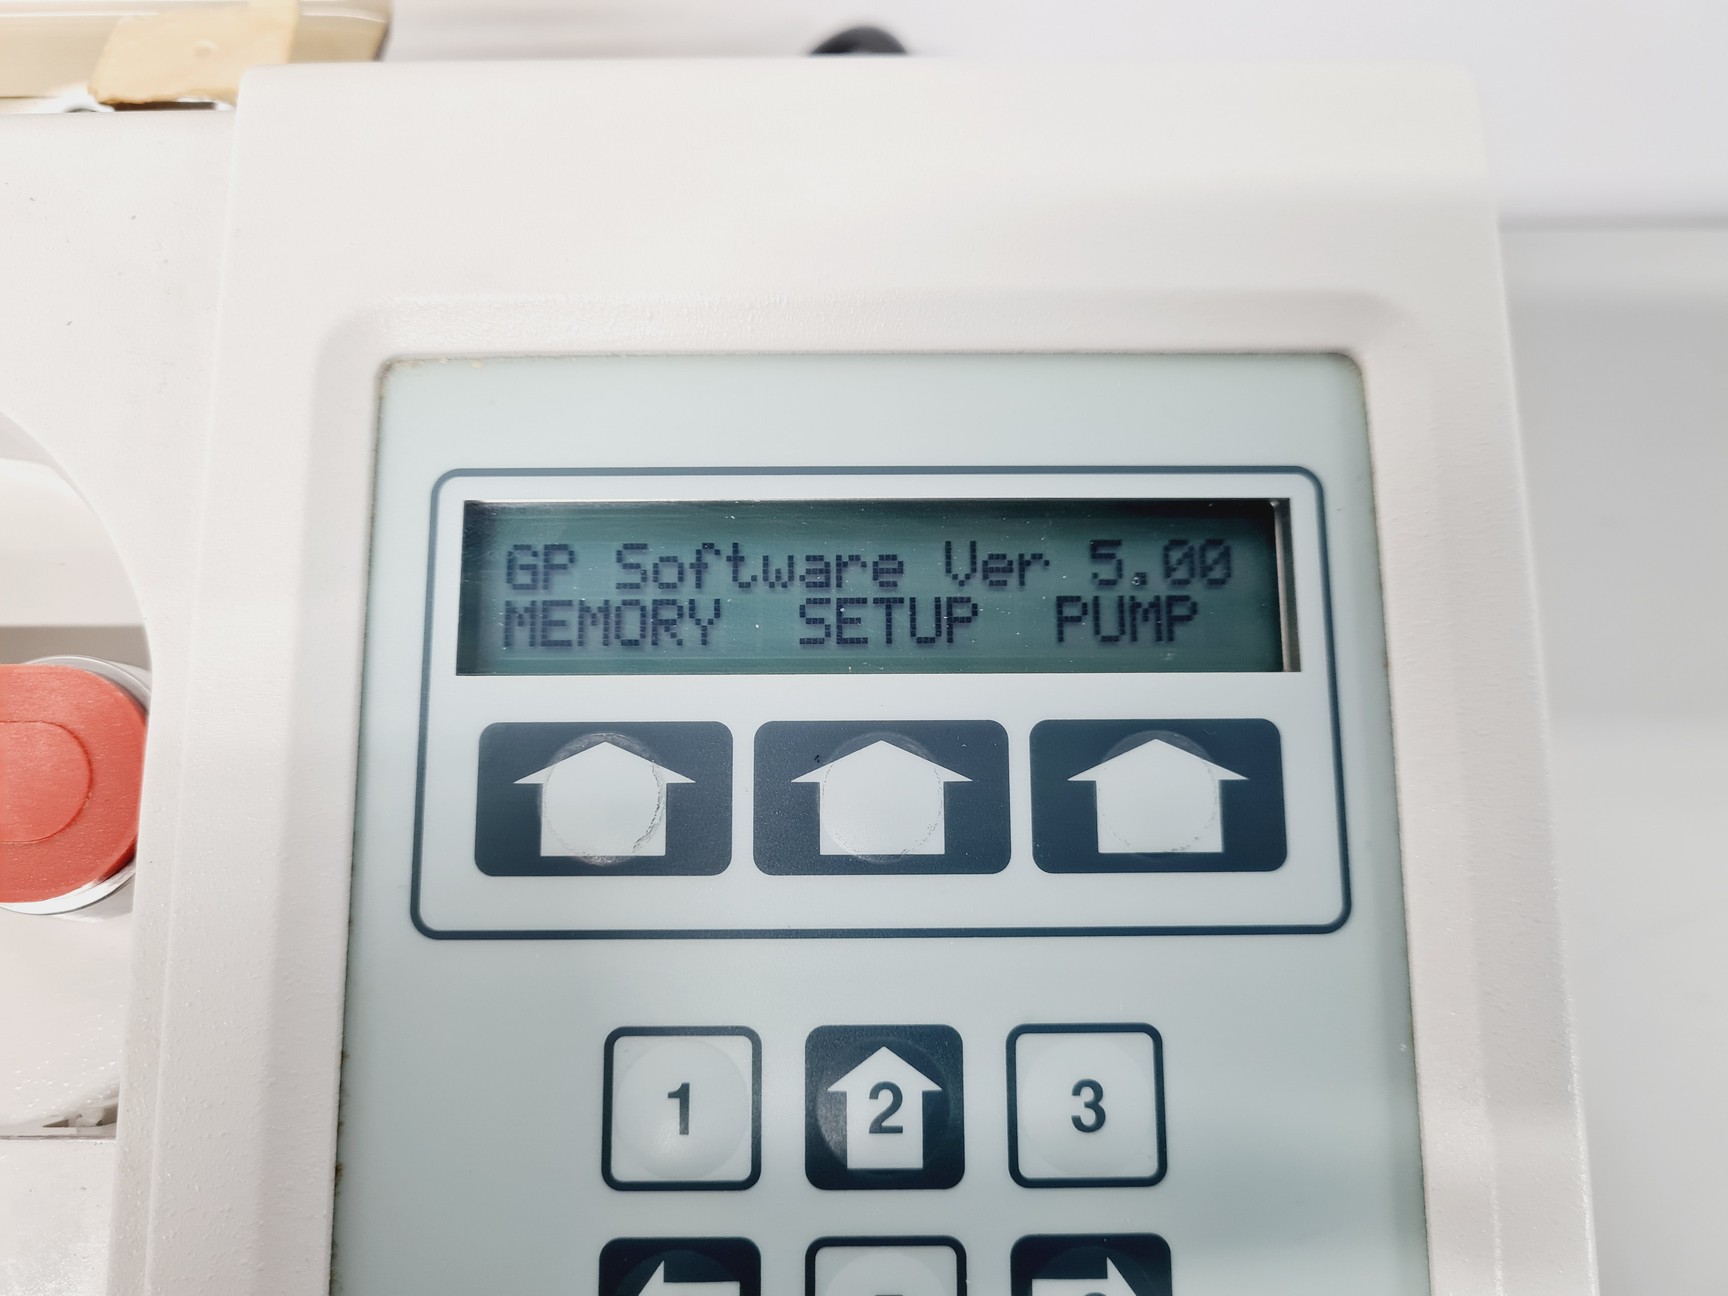 GP Software Ver 5.00
MEMORY SETUP PUMP
1 2 3